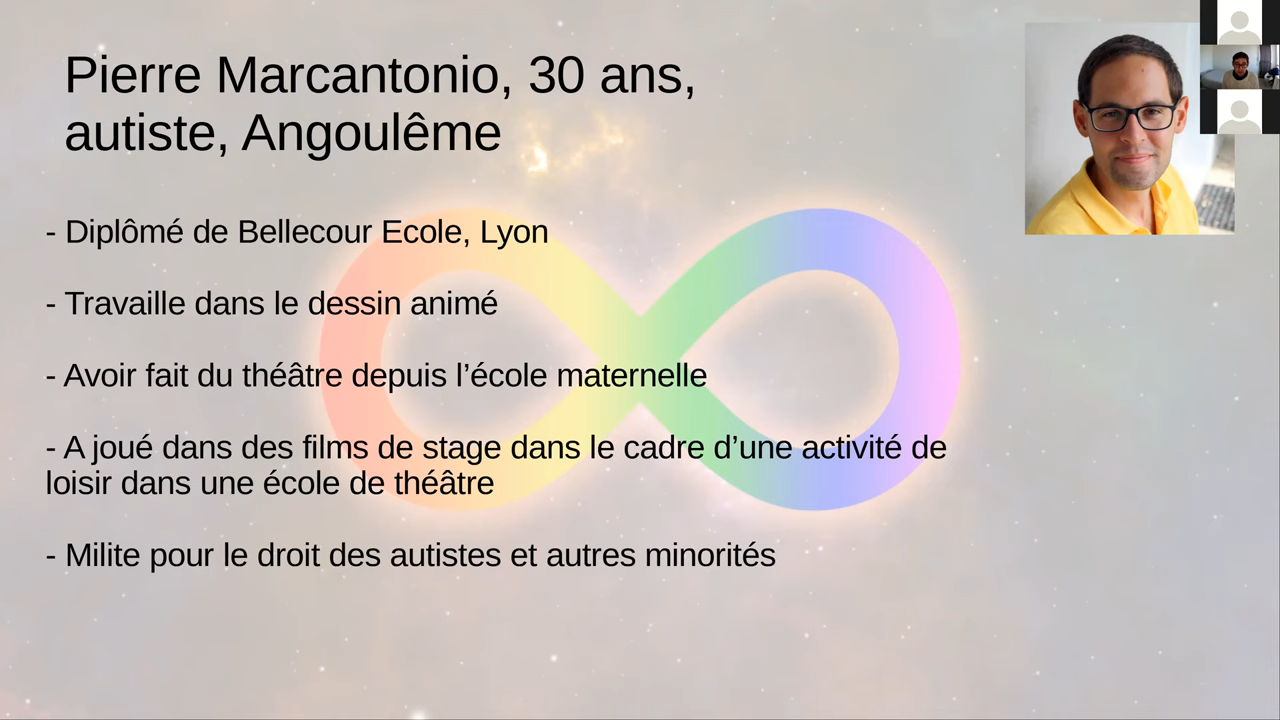 Pierre Marcantonio, 30 ans,
autiste, Angoulême
- Diplômé de Bellecour Ecole, Lyon
- Travaille dans le dessin animé
- Avoir fait du théâtre depuis l’école maternelle
- A joué dans des films de stage dans le cadre d’une activité de
loisir dans une école de théâtre
- Milite pour le droit des autistes et autres minorités